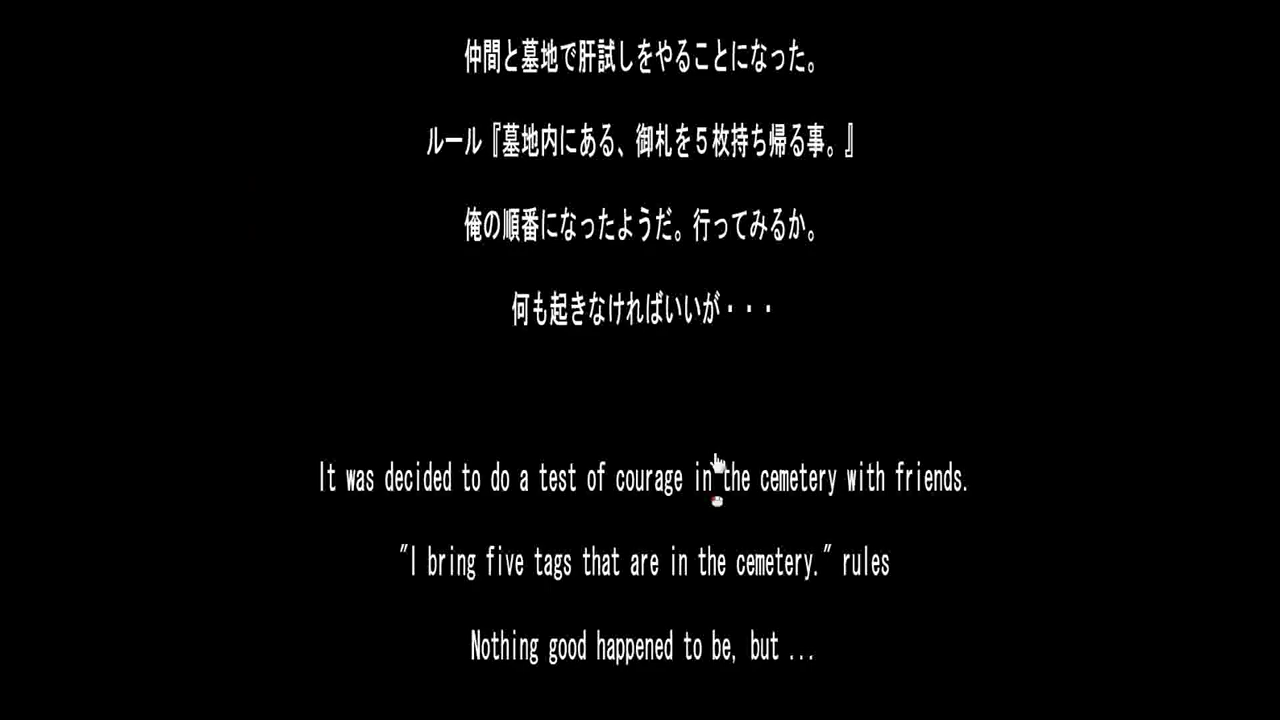 仲間と墓地で肝試しをやることになった。
ルール『墓地内にある、御札を５枚持ち帰る事。』
俺の順番になったようだ。行ってみるか。
何も起きなければいいが・・・
It was decided to do a test of courage in the cemetery with friends.
"I bring five tags that are in the cemetery." rules
Nothing good happened to be, but ...